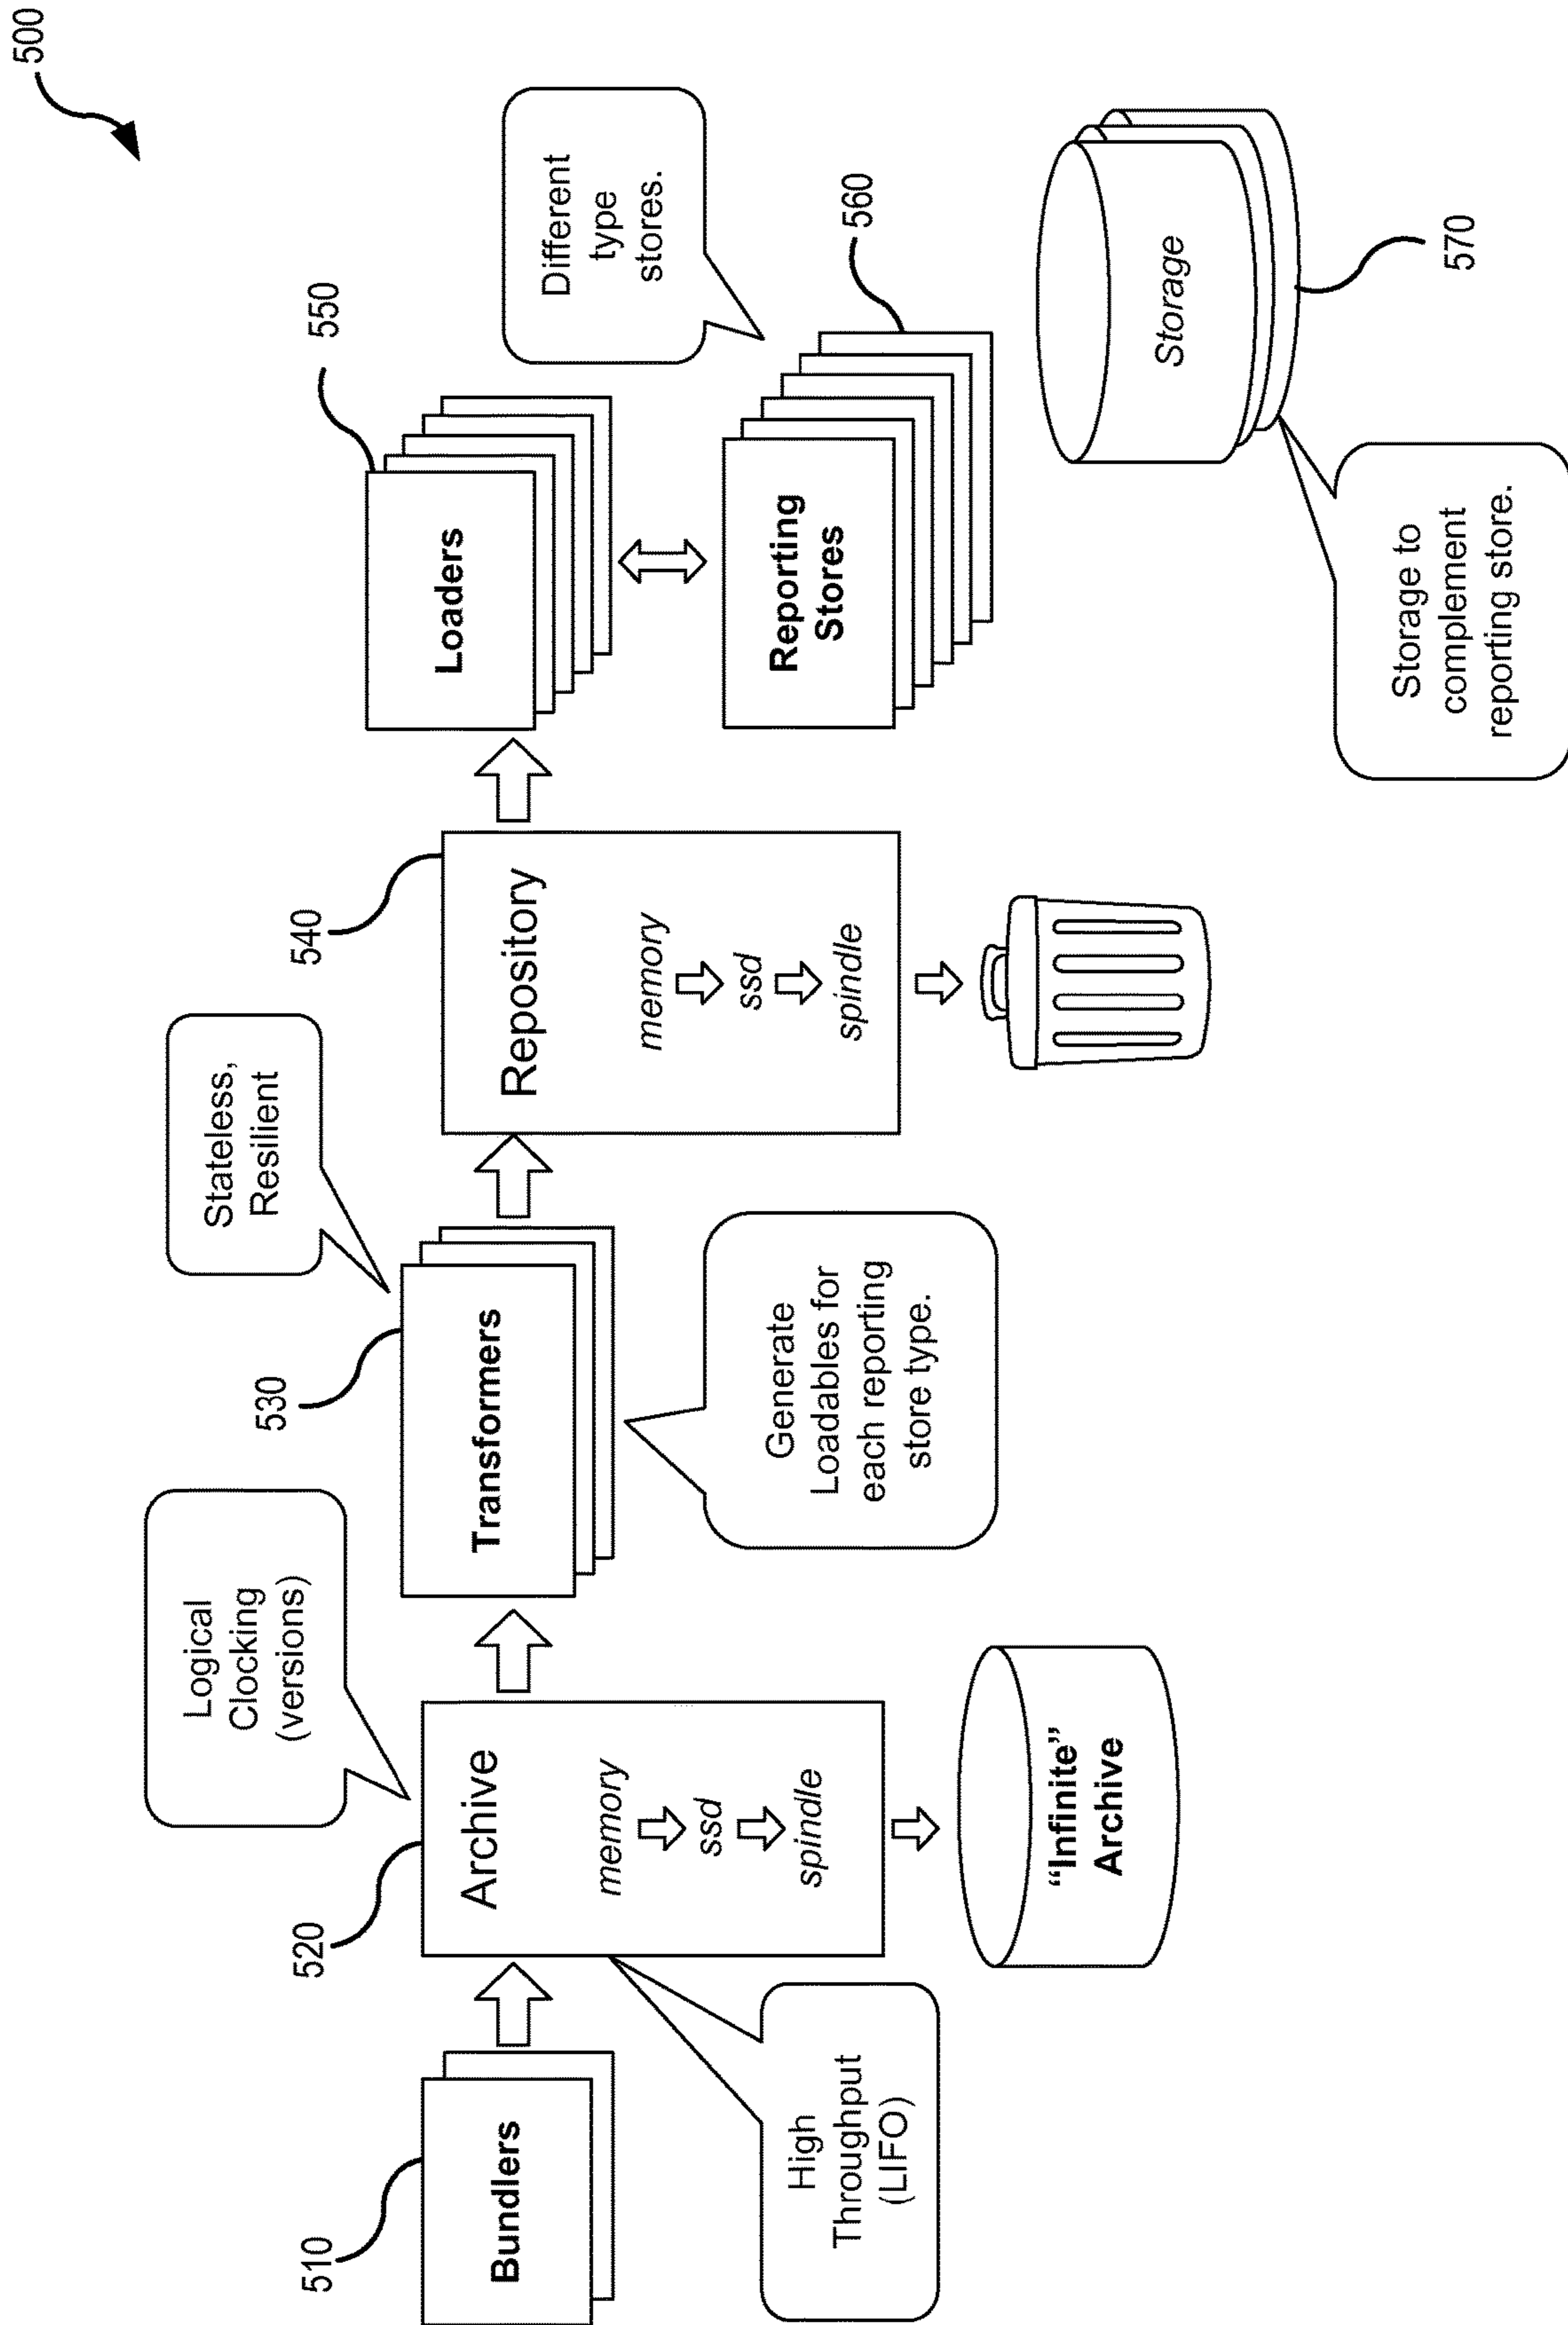 500
550
Different
type
stores.
Loaders
560
Reporting
Stores
Storage
570
Storage to
complement
reporting store.
540
Repository
memory
ssd
spindle
Stateless,
Resilient
530
Transformers
Generate
Loadables for
each reporting
store type.
Logical
Clocking
(versions)
520
Archive
memory
ssd
spindle
“Infinite”
Archive
510
Bundlers
High
Throughput
(LIFO)